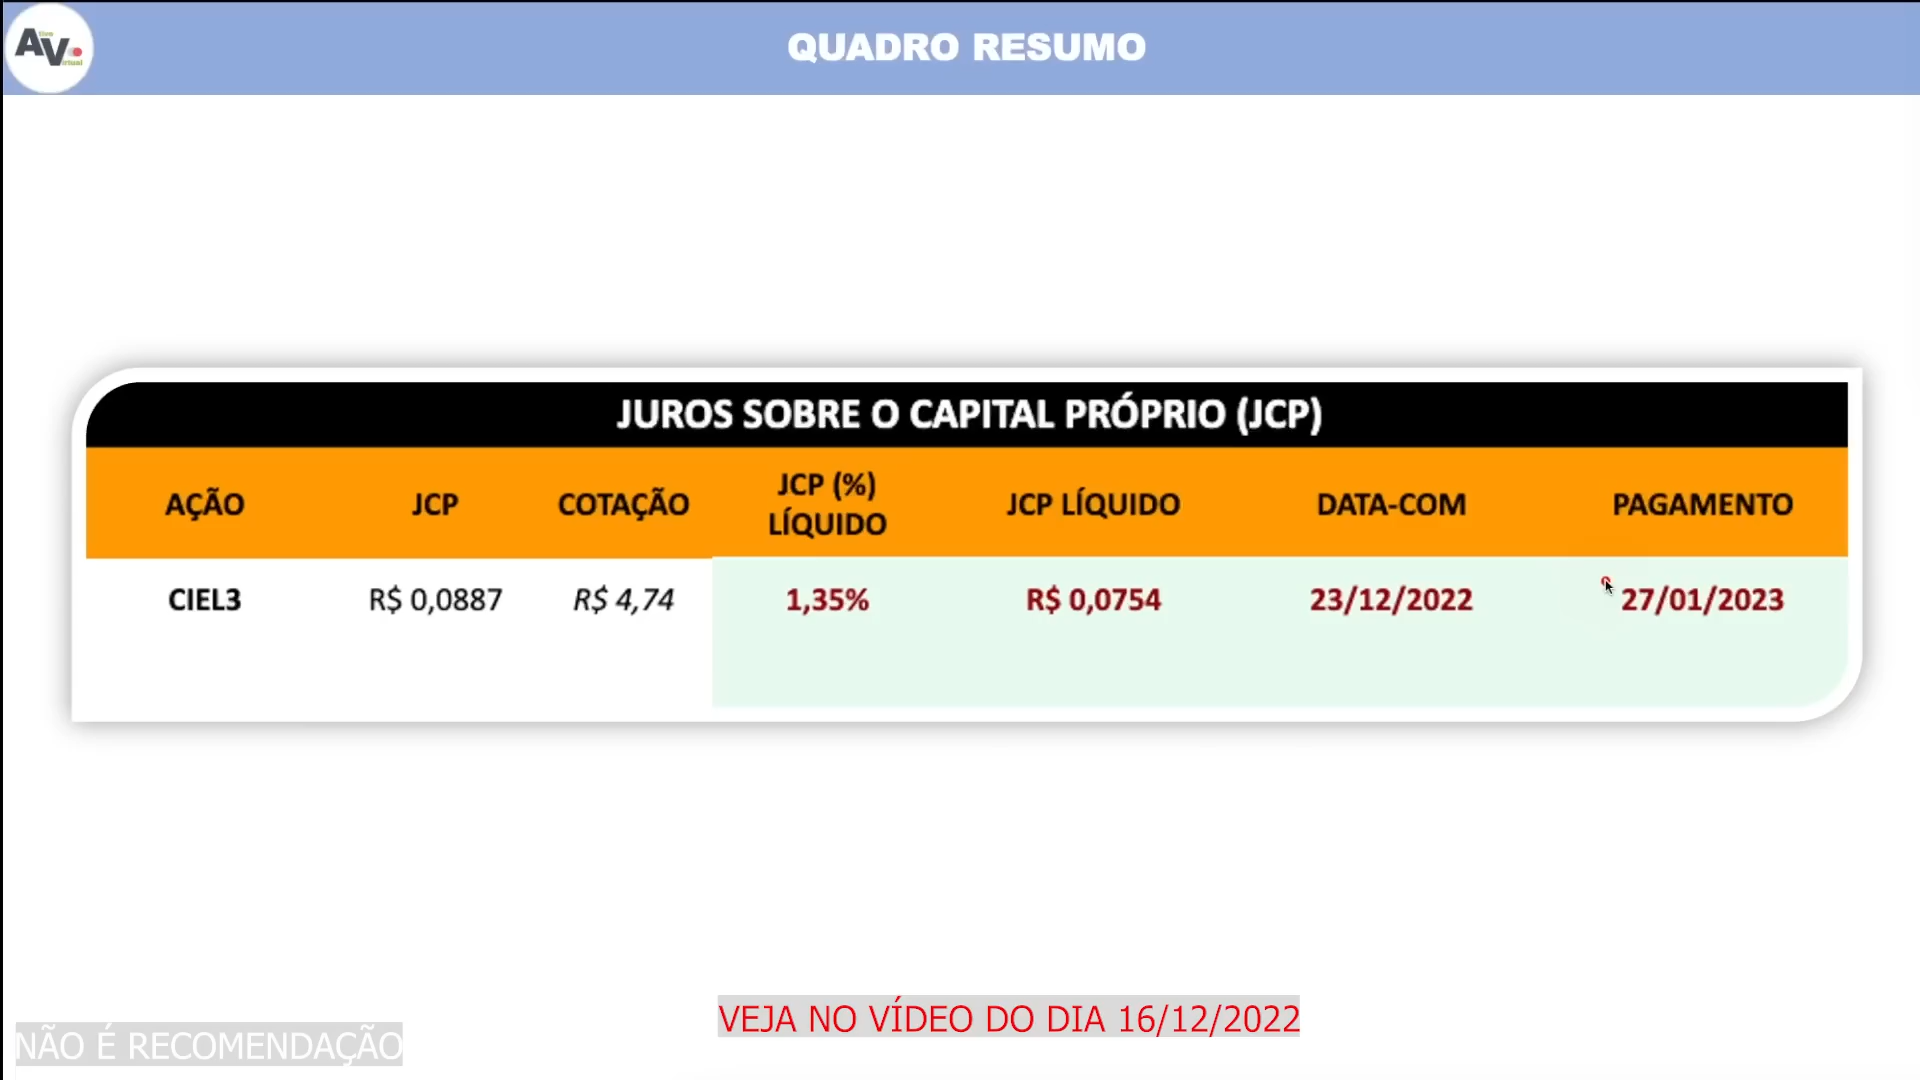 AV.
QUADRO RESUMO
JUROS SOBRE O CAPITAL PRÓPRIO (JCP)
AÇÃO JCP COTAÇÃO JCP (%) LÍQUIDO JCP LÍQUIDO DATA-COM PAGAMENTO
CIEL3 R$ 0,0887 R$ 4,74 1,35% R$ 0,0754 23/12/2022 27/01/2023
VEJA NO VÍDEO DO DIA 16/12/2022
NÃO É RECOMENDAÇÃO